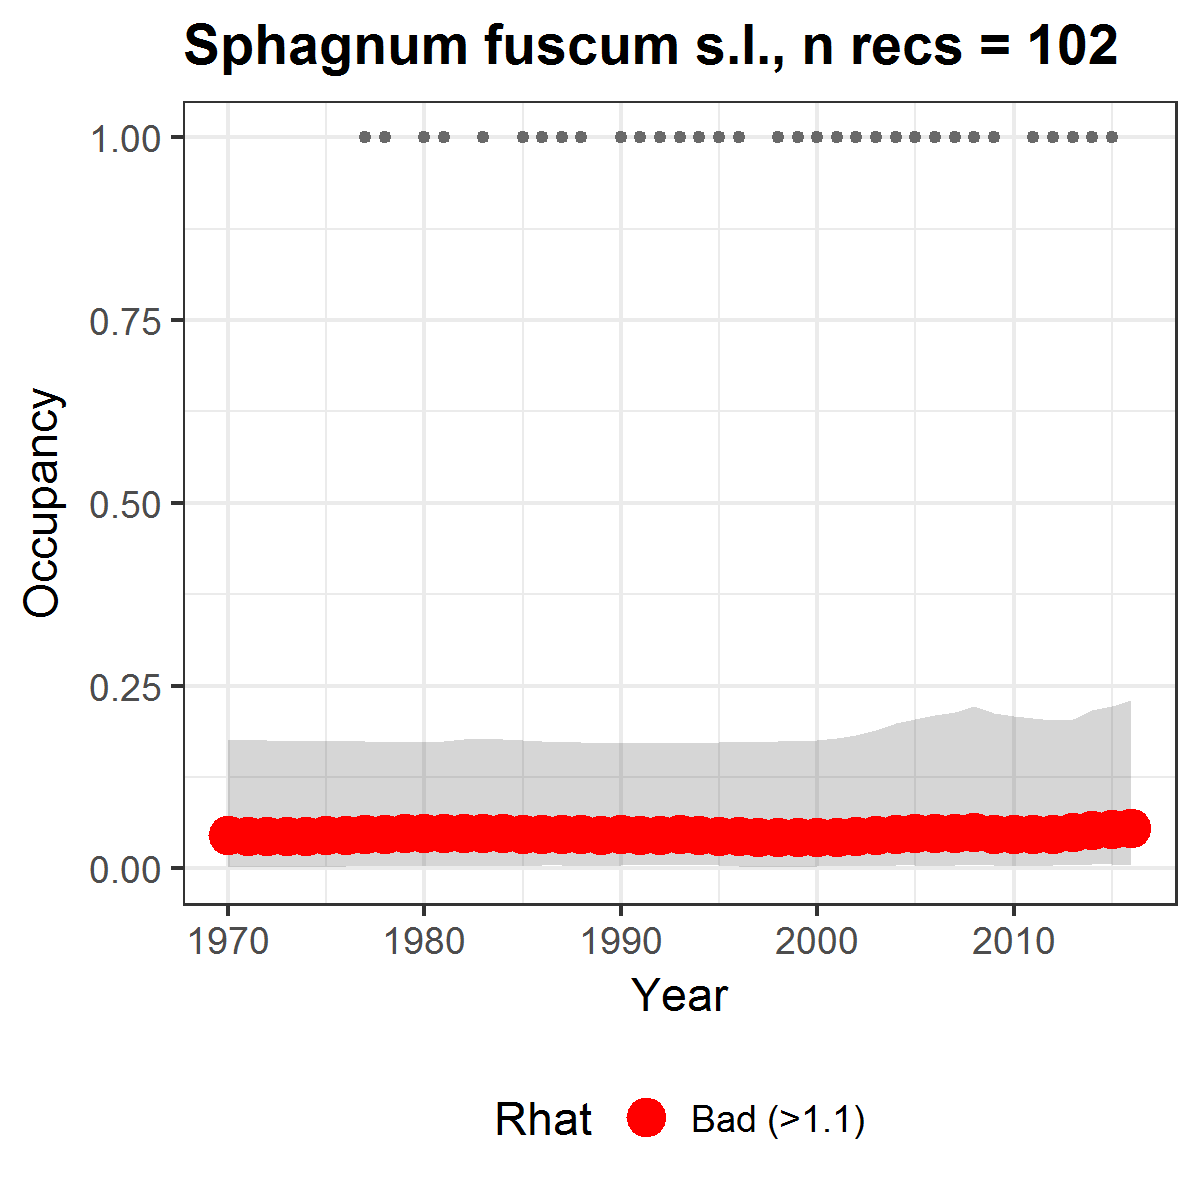 Sphagnum fuscum s.l., n recs = 102
1.00
0.75
0.50
0.25
0.00
Occupancy
1970 1980 1990 2000 2010
Year
Rhat Bad (>1.1)